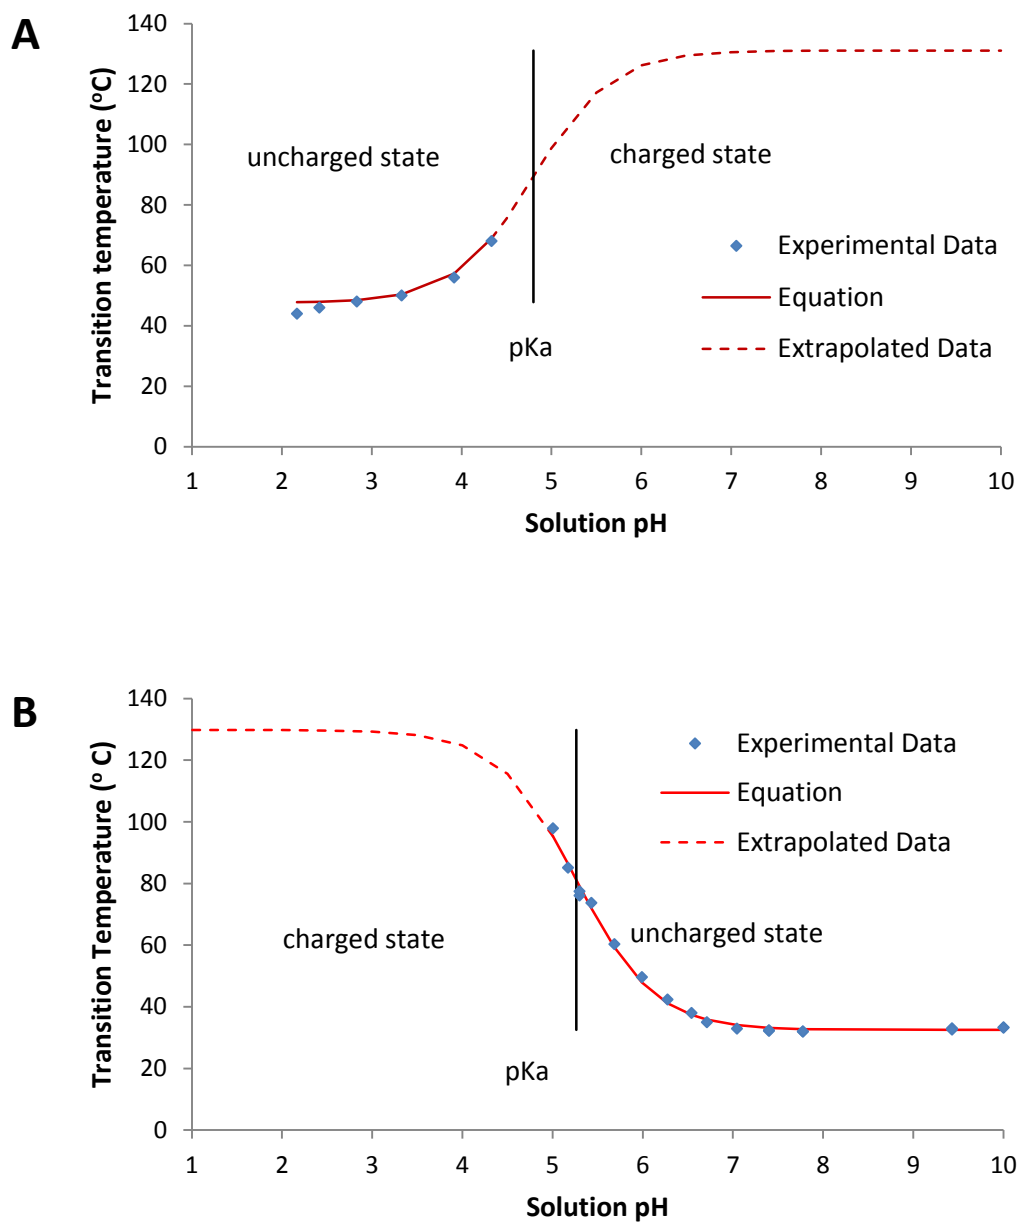 A
Transition temperature (°C)
140
120
100
80
60
40
20
0
uncharged state
charged state
Experimental Data
Equation
Extrapolated Data
pKa
1 2 3 4 5 6 7 8 9 10
Solution pH
B
Transition Temperature (° C)
140
120
100
80
60
40
20
0
Experimental Data
Equation
Extrapolated Data
charged state
uncharged state
pKa
1 2 3 4 5 6 7 8 9 10
Solution pH